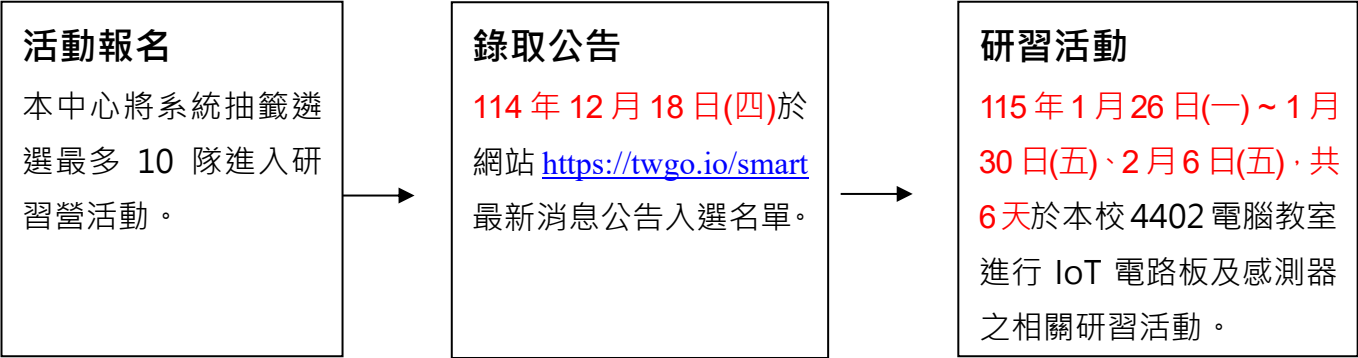 活動報名
本中心將系統抽籤遴
選最多 10 隊進入研
習營活動。
錄取公告
114 年 12 月 18 日(四)於
網站 https://twgo.io/smart
最新消息公告入選名單。
研習活動
115 年 1 月 26 日(一) ~ 1 月
30 日(五)、2 月 6 日(五)，共
6 天於本校 4402 電腦教室
進行 IoT 電路板及感測器
之相關研習活動。